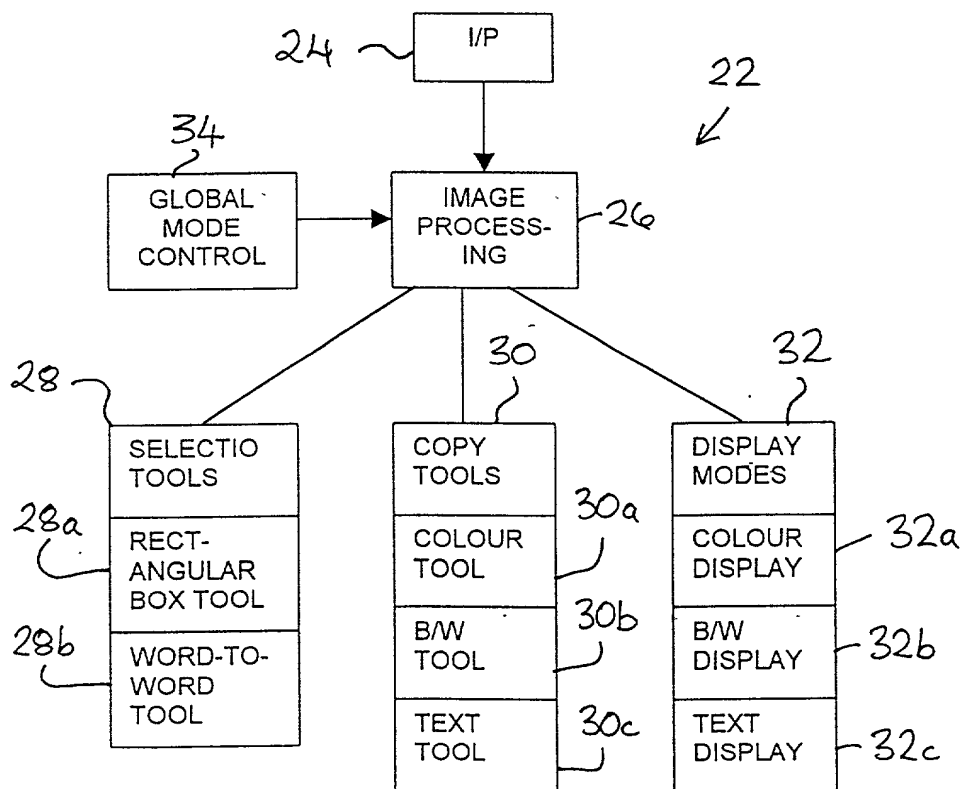 I/P
24
22
34
GLOBAL
MODE
CONTROL
IMAGE
PROCESS-
ING
26
28
SELECTIO
TOOLS
28a
RECT-
ANGULAR
BOX TOOL
28b
WORD-TO-
WORD
TOOL
30
COPY
TOOLS
30a
COLOUR
TOOL
30b
B/W
TOOL
30c
TEXT
TOOL
32
DISPLAY
MODES
32a
COLOUR
DISPLAY
32b
B/W
DISPLAY
32c
TEXT
DISPLAY